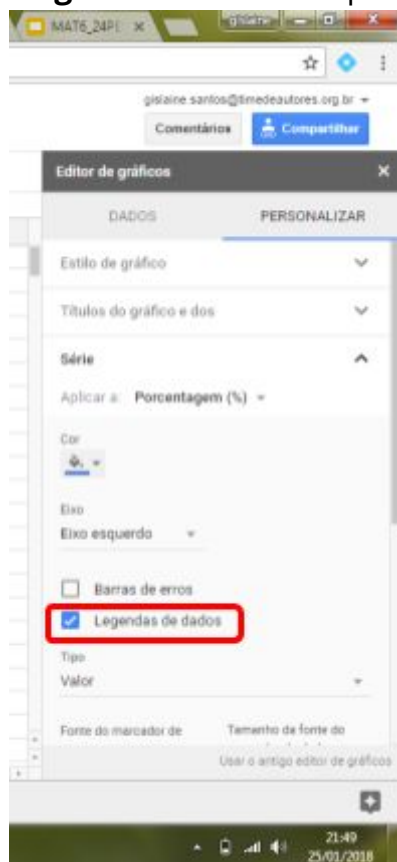 MAT6_24P
gislaine
gislaine santos@timedeautores.org.br
Comentários Compartilhar
Editor de gráficos
DADOS PERSONALIZAR
Estilo de gráfico
Títulos do gráfico e dos
Série
Aplicar a: Porcentagem (%)
Cor
Eixo
Eixo esquerdo
Barras de erros
Legendas de dados
Tipo
Valor
Fonte do marcador de Tamanho da fonte do
Usar o antigo editor de gráficos
21:49
25/01/2018